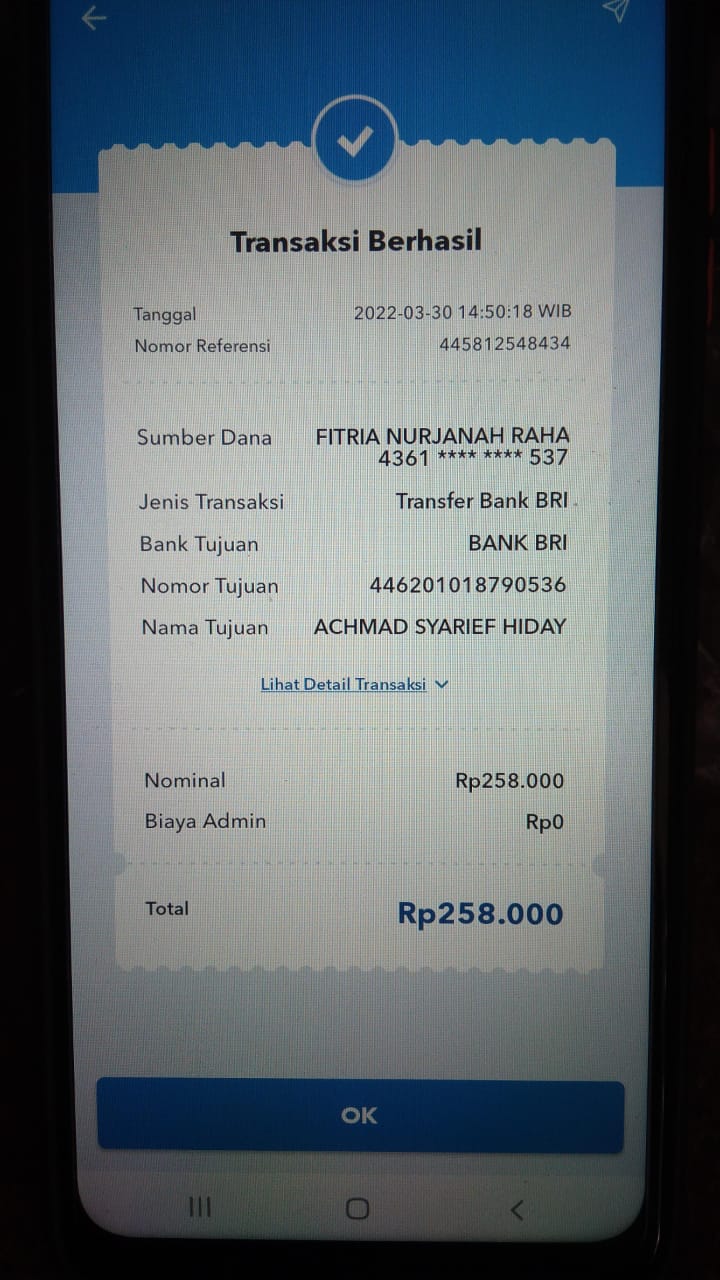 Transaksi Berhasil
Tanggal 2022-03-30 14:50:18 WIB
Nomor Referensi 445812548434
Sumber Dana FITRIA NURJANAH RAHA
4361 **** **** 537
Jenis Transaksi Transfer Bank BRI
Bank Tujuan BANK BRI
Nomor Tujuan 446201018790536
Nama Tujuan ACHMAD SYARIEF HIDAY
Lihat Detail Transaksi
Nominal Rp258.000
Biaya Admin Rp0
Total Rp258.000
OK